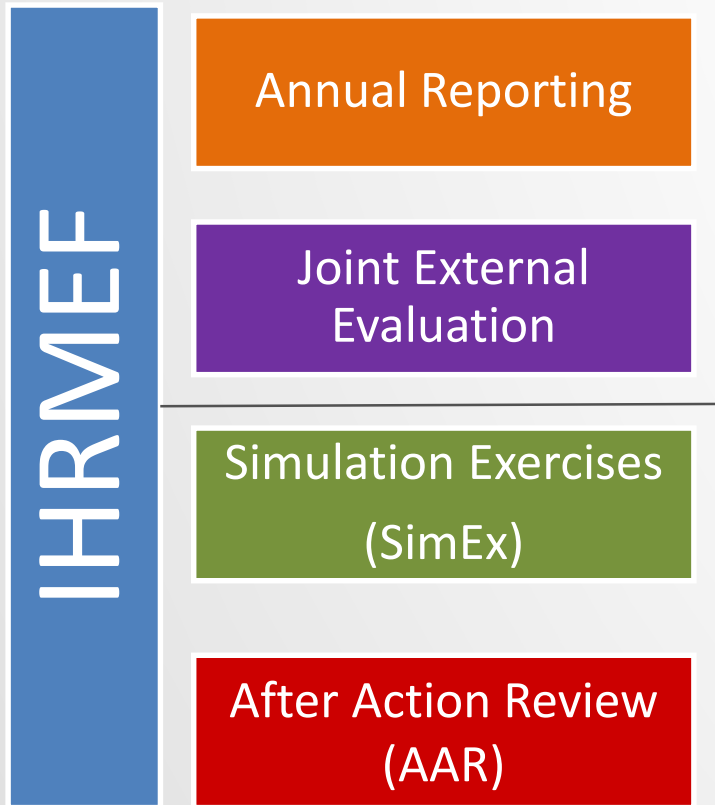 IHRMEF
Annual Reporting
Joint External
Evaluation
Simulation Exercises
(SimEx)
After Action Review
(AAR)